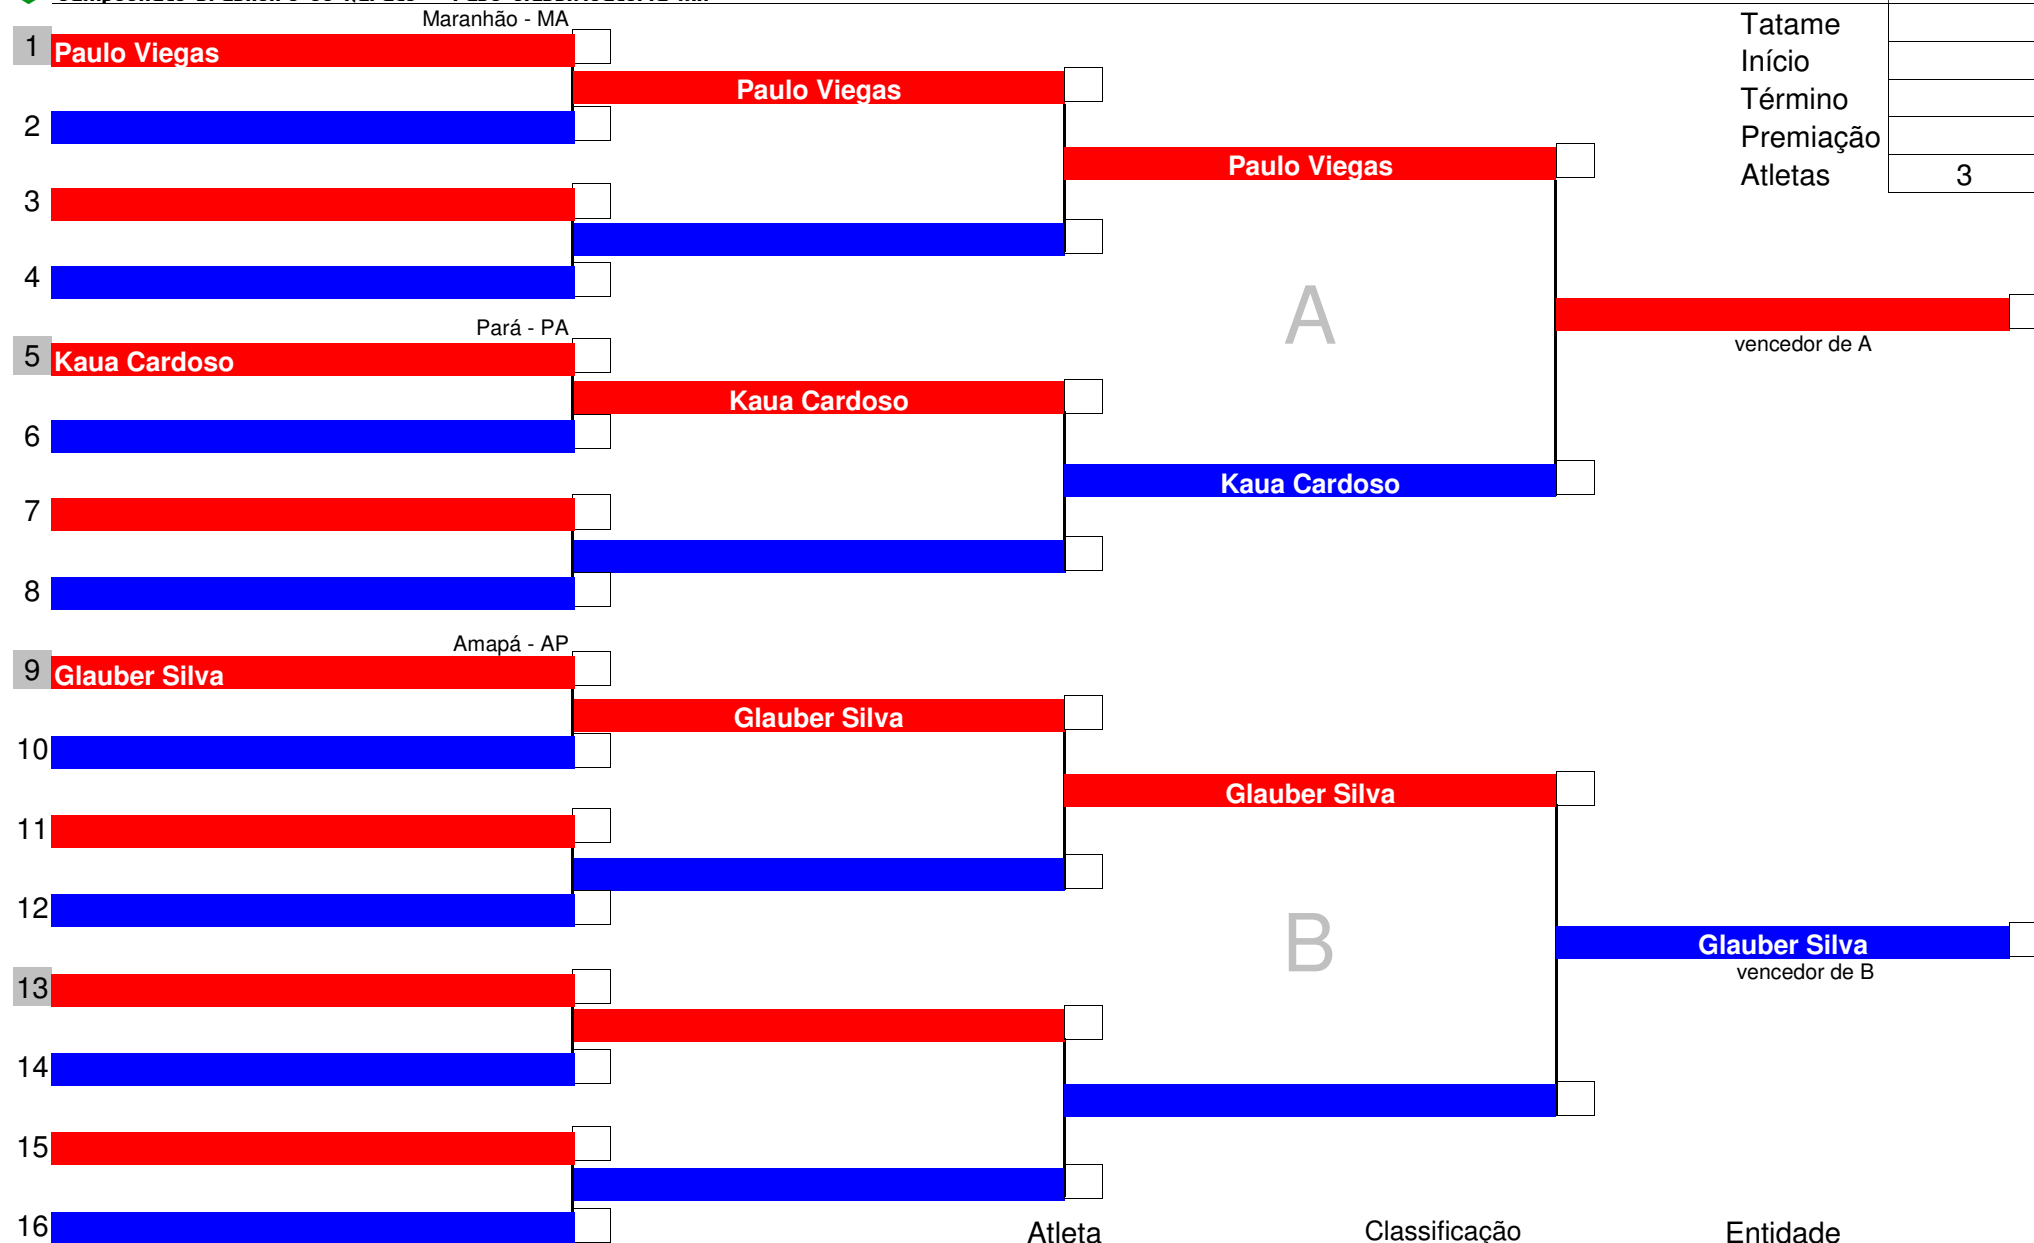 Maranhão - MA
Tatame
1 Paulo Viegas
Início
Paulo Viegas
Término
2
Premiação
Paulo Viegas
Atletas 3
3
4
A
Pará - PA
vencedor de A
5 Kaua Cardoso
Kaua Cardoso
6
Kaua Cardoso
7
8
Amapá - AP
9 Glauber Silva
Glauber Silva
10
Glauber Silva
11
12
B
Glauber Silva
vencedor de B
13
14
15
16
Atleta Classificação Entidade